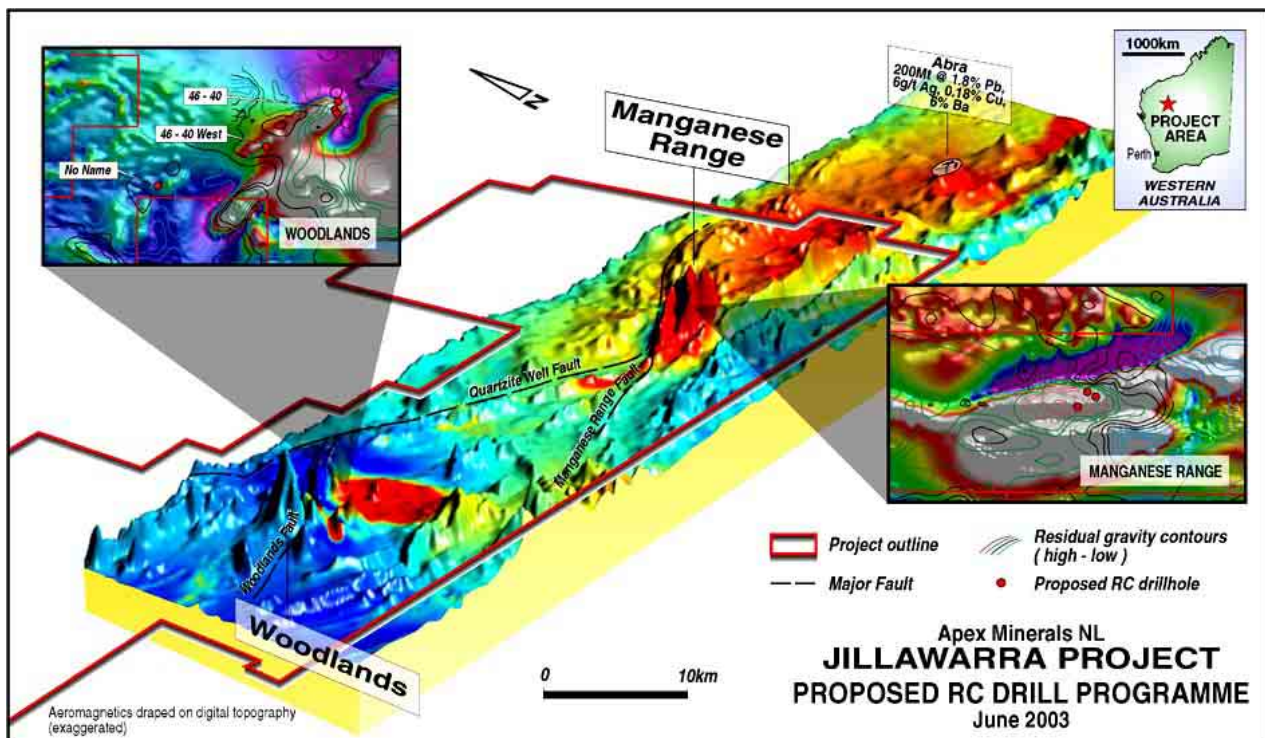 46 - 40
46 - 40 West
No Name
WOODLANDS
N
Manganese
Range
Abra
200Mt @ 1.8% Pb,
6g/t Ag, 0.18% Cu,
6% Ba
1000km
PROJECT
AREA
Perth
WESTERN
AUSTRALIA
Quartzite Well Fault
Manganese Range Fault
Woodlands Fault
MANGANESE RANGE
Woodlands
Project outline
Major Fault
Residual gravity contours
( high - low )
Proposed RC drillhole
0 10km
Aeromagnetics draped on digital topography
(exaggerated)
Apex Minerals NL
JILLAWARRA PROJECT
PROPOSED RC DRILL PROGRAMME
June 2003